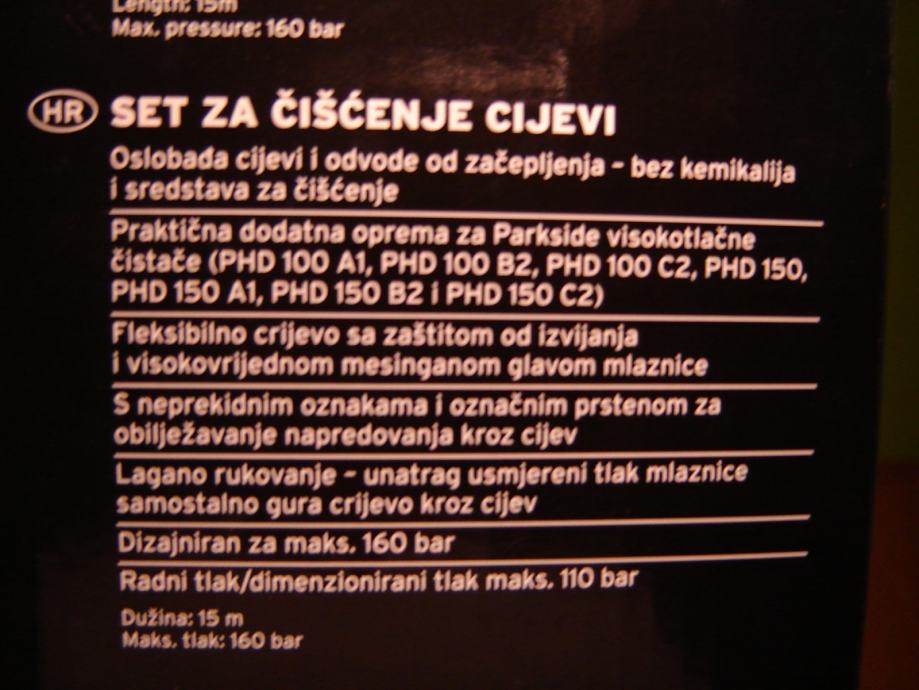 Length: 15m
Max. pressure: 160 bar
HR SET ZA ČIŠĆENJE CIJEVI
Oslobađa cijevi i odvode od začepljenja – bez kemikalija
i sredstava za čišćenje
Praktična dodatna oprema za Parkside visokotlačne
čistače (PHD 100 A1, PHD 100 B2, PHD 100 C2, PHD 150,
PHD 150 A1, PHD 150 B2 i PHD 150 C2)
Fleksibilno crijevo sa zaštitom od izvijanja
i visokovrijednom mesinganom glavom mlaznice
S neprekidnim oznakama i označnim prstenom za
obilježavanje napredovanja kroz cijev
Lagano rukovanje – unatrag usmjereni tlak mlaznice
samostalno gura crijevo kroz cijev
Dizajniran za maks. 160 bar
Radni tlak/dimenzionirani tlak maks. 110 bar
Dužina: 15 m
Maks. tlak: 160 bar